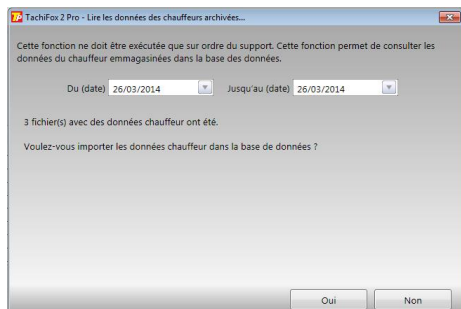 TachiFox 2 Pro - Lire les données des chauffeurs archivées...
Cette fonction ne doit être exécutée que sur ordre du support. Cette fonction permet de consulter les
données du chauffeur emmagasinées dans la base des données.
Du (date) 26/03/2014 Jusqu'au (date) 26/03/2014
3 fichier(s) avec des données chauffeur ont été.
Voulez-vous importer les données chauffeur dans la base de données ?
Oui Non